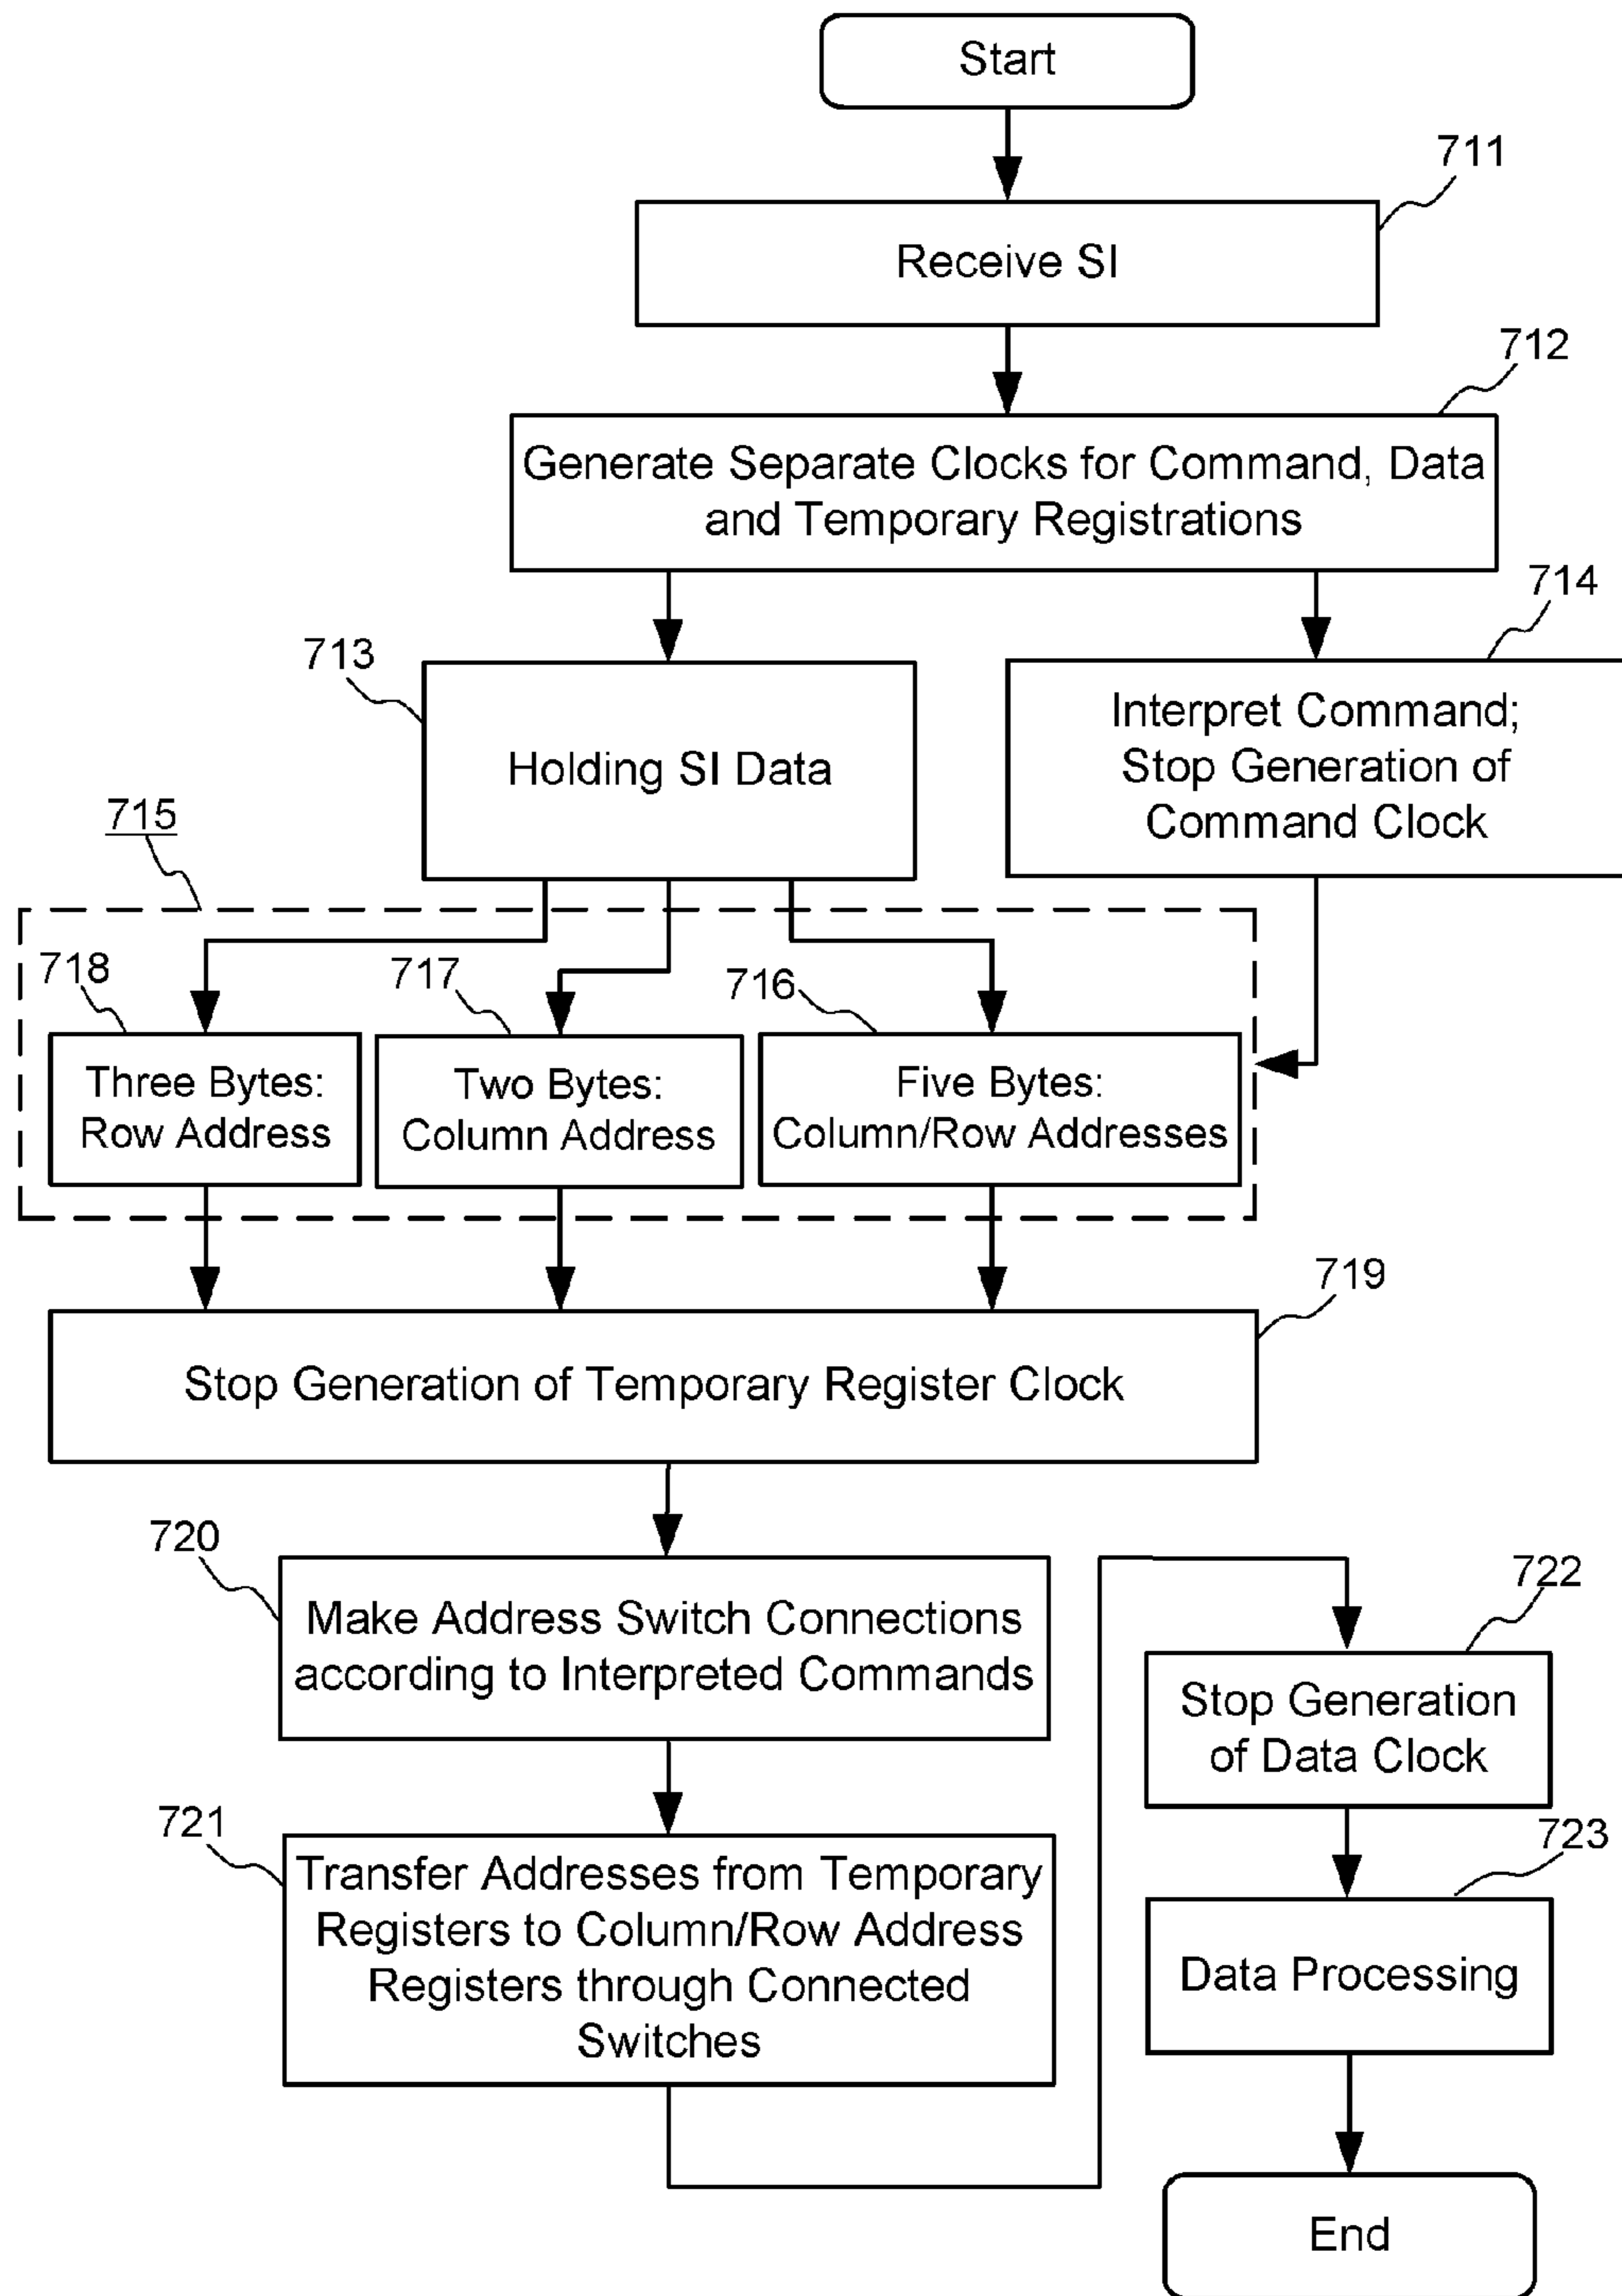 Start
711
Receive SI
712
Generate Separate Clocks for Command, Data
and Temporary Registrations
714
713
Interpret Command;
Stop Generation of
Command Clock
Holding SI Data
715
718
717
716
Three Bytes:
Row Address
Two Bytes:
Column Address
Five Bytes:
Column/Row Addresses
719
Stop Generation of Temporary Register Clock
720
Make Address Switch Connections
according to Interpreted Commands
722
Stop Generation
of Data Clock
721
Transfer Addresses from Temporary
Registers to Column/Row Address
Registers through Connected
Switches
723
Data Processing
End